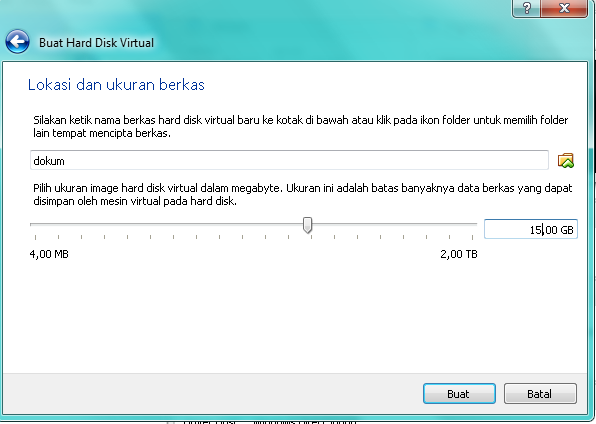 ?
Buat Hard Disk Virtual
Lokasi dan ukuran berkas
Silakan ketik nama berkas hard disk virtual baru ke kotak di bawah atau klik pada ikon folder untuk memilih folder
lain tempat mencipta berkas.
dokum
Pilih ukuran image hard disk virtual dalam megabyte. Ukuran ini adalah batas banyaknya data berkas yang dapat
disimpan oleh mesin virtual pada hard disk.
15,00 GB
4,00 MB 2,00 TB
Buat Batal